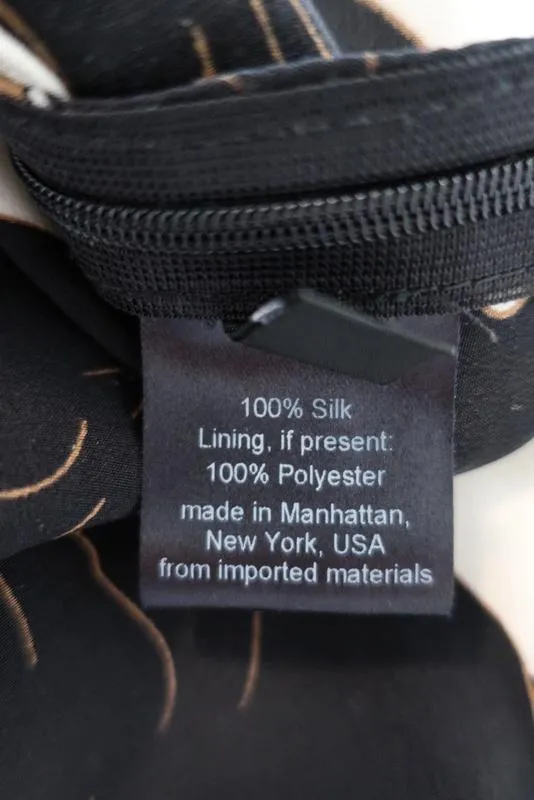 100% Silk
Lining, if present:
100% Polyester
made in Manhattan,
New York, USA
from imported materials